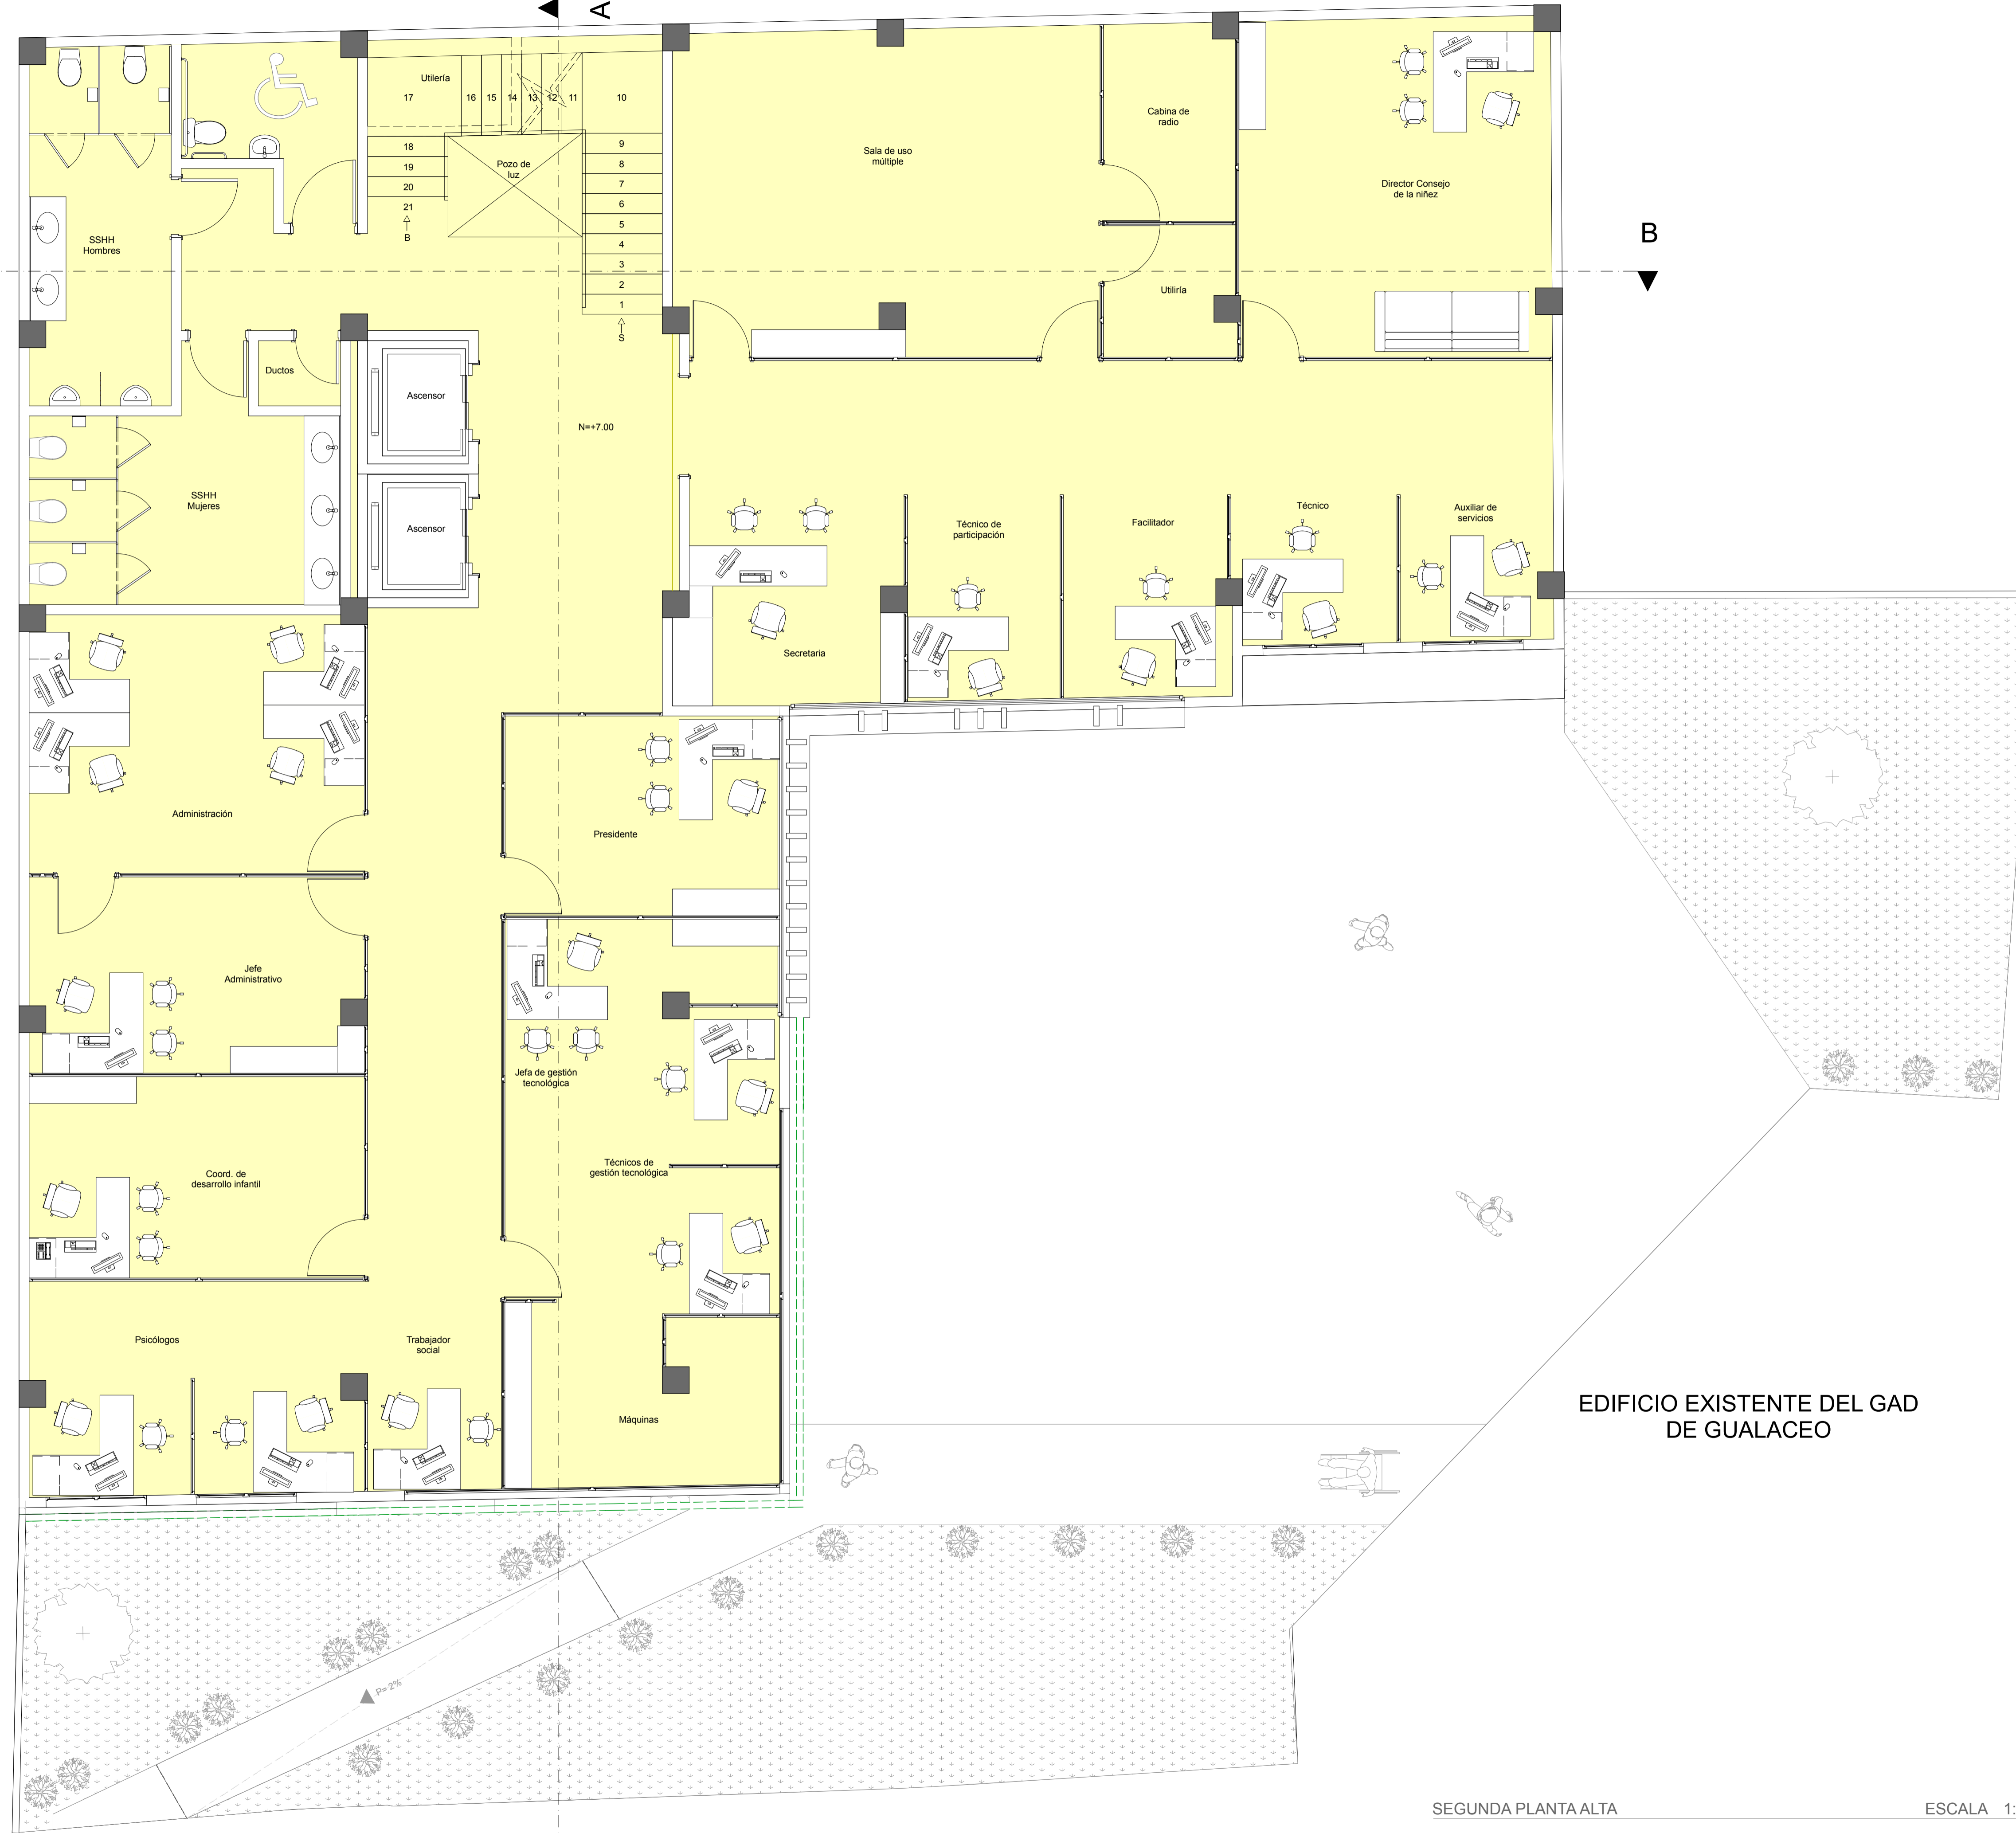 A
Utilería
17
16
15
14
13
12
11
10
9
8
7
6
5
4
3
2
1
S
18
19
20
21
B
Pozo de
luz
Sala de uso
múltiple
Cabina de
radio
Director Consejo
de la niñez
B
SSHH
Hombres
Utiliría
Ductos
Ascensor
N=+7.00
SSHH
Mujeres
Ascensor
Técnico de
participación
Facilitador
Técnico
Auxiliar de
servicios
Secretaria
Administración
Presidente
Jefe
Administrativo
Jefa de gestión
tecnológica
Coord. de
desarrollo infantil
Técnicos de
gestión tecnológica
Psicólogos
Trabajador
social
Máquinas
EDIFICIO EXISTENTE DEL GAD
DE GUALACEO
P= 2%
SEGUNDA PLANTA ALTA
ESCALA 1: